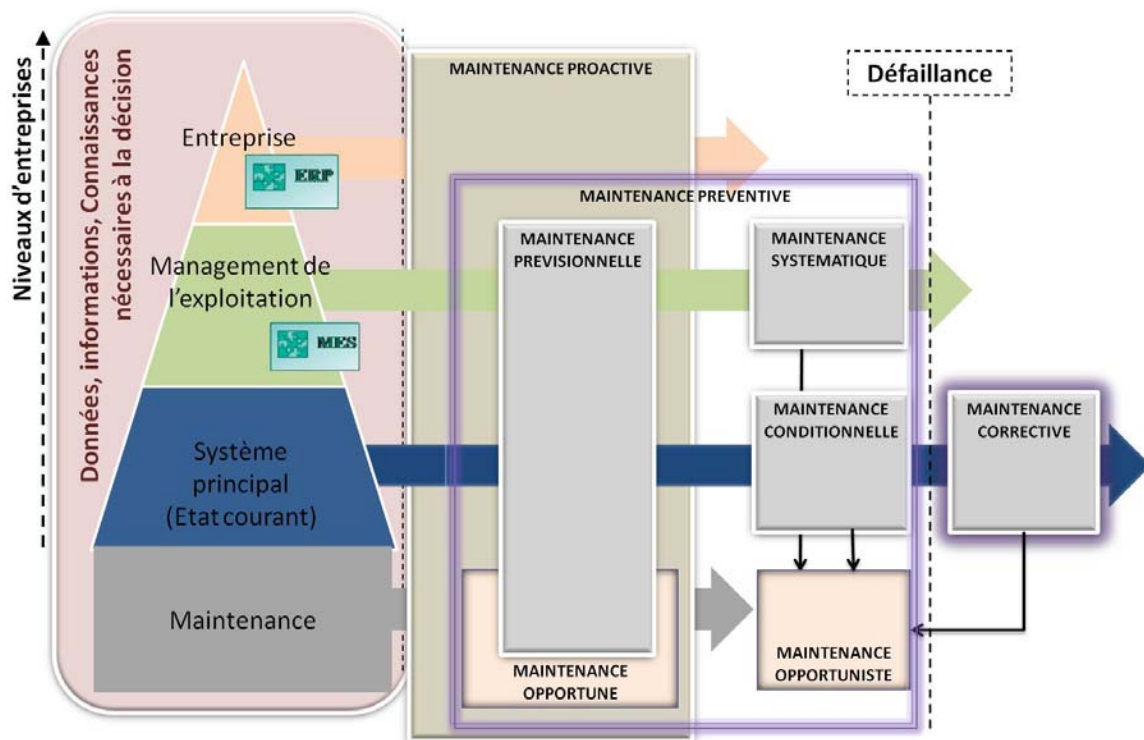 Niveaux d'entreprises
Données, informations, Connaissances
nécessaires à la décision
Entreprise
ERP
Management de
l'exploitation
MES
Système
principal
(Etat courant)
Maintenance
MAINTENANCE PROACTIVE
Défaillance
MAINTENANCE PREVENTIVE
MAINTENANCE
PREVISIONNELLE
MAINTENANCE
SYSTEMATIQUE
MAINTENANCE
CONDITIONNELLE
MAINTENANCE
CORRECTIVE
MAINTENANCE
OPPORTUNE
MAINTENANCE
OPPORTUNISTE